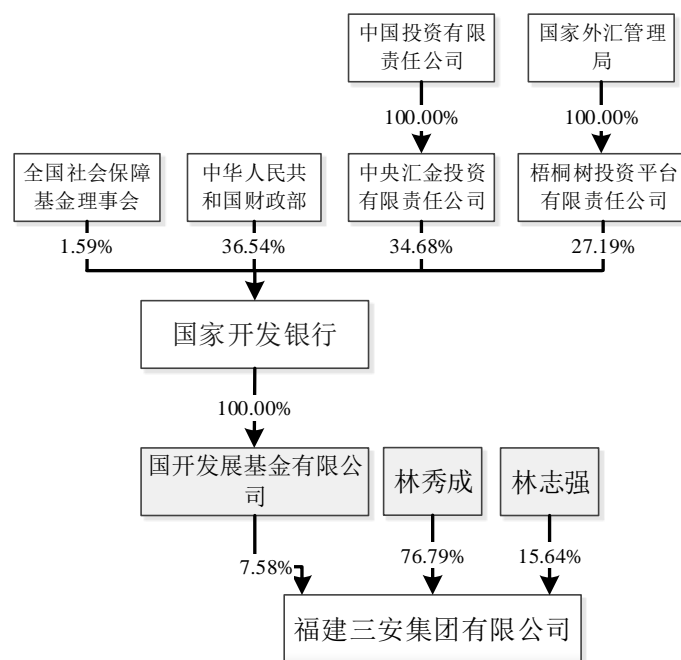 中国投资有限
责任公司
国家外汇管理
局
100.00%
100.00%
全国社会保障
基金理事会
中华人民共
和国财政部
中央汇金投资
有限责任公司
梧桐树投资平台
有限责任公司
1.59%
36.54%
34.68%
27.19%
国家开发银行
100.00%
国开发展基金有限公
司
林秀成
林志强
7.58%
76.79%
15.64%
福建三安集团有限公司